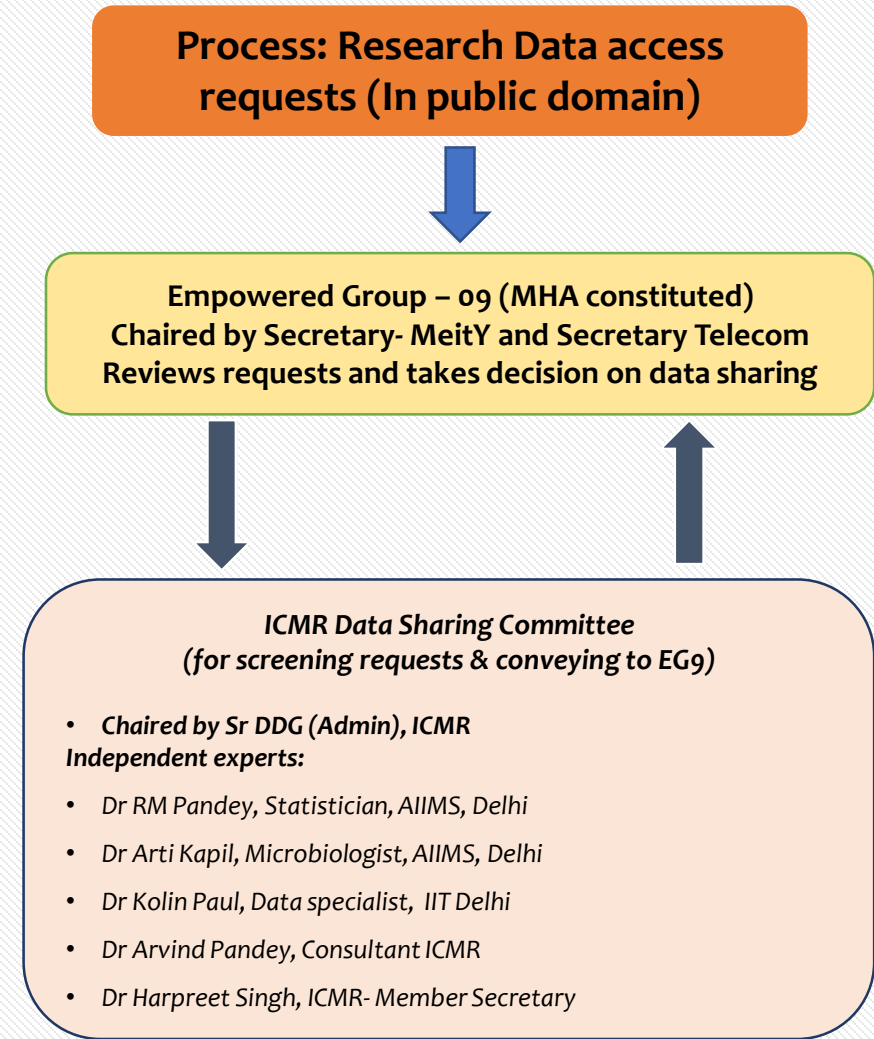 Process: Research Data access
requests (In public domain)
Empowered Group – 09 (MHA constituted)
Chaired by Secretary- MeitY and Secretary Telecom
Reviews requests and takes decision on data sharing
ICMR Data Sharing Committee
(for screening requests & conveying to EG9)
• Chaired by Sr DDG (Admin), ICMR
Independent experts:
• Dr RM Pandey, Statistician, AIIMS, Delhi
• Dr Arti Kapil, Microbiologist, AIIMS, Delhi
• Dr Kolin Paul, Data specialist, IIT Delhi
• Dr Arvind Pandey, Consultant ICMR
• Dr Harpreet Singh, ICMR- Member Secretary